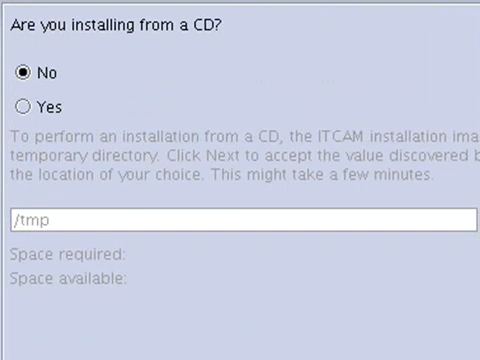 Are you installing from a CD?
No
Yes
To perform an installation from a CD, the ITCAM installation
temporary directory. Click Next to accept the value discovered
the location of your choice. This might take a few minutes.
/tmp
Space required:
Space available: